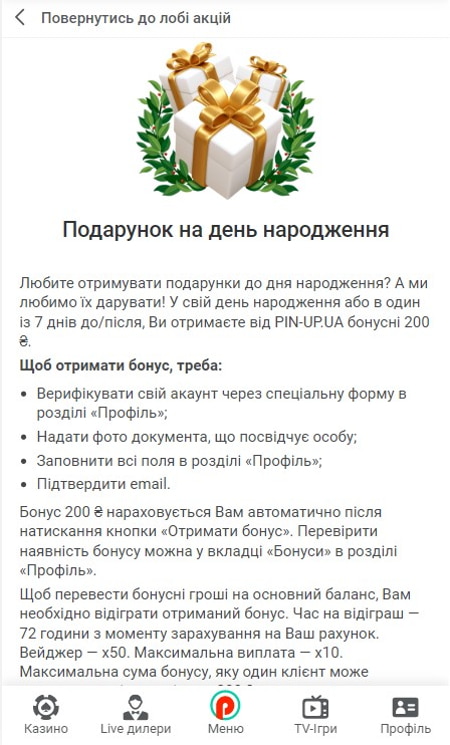 Повернутись до лобі акцій
Подарунок на день народження
Любите отримувати подарунки до дня народження? А ми
любимо їх дарувати! У свій день народження або в один
із 7 днів до/після, Ви отримаєте від PIN-UP.UA бонусні 200
₴.
Щоб отримати бонус, треба:
• Верифікувати свій акаунт через спеціальну форму в
розділі «Профіль»;
• Надати фото документа, що посвідчує особу;
• Заповнити всі поля в розділі «Профіль»;
• Підтвердити email.
Бонус 200 ₴ нараховується Вам автоматично після
натискання кнопки «Отримати бонус». Перевірити
наявність бонусу можна у вкладці «Бонуси» в розділі
«Профіль».
Щоб перевести бонусні гроші на основний баланс, Вам
необхідно відіграти отриманий бонус. Час на відіграш —
72 години з моменту зарахування на Ваш рахунок.
Вейджер — x50. Максимальна виплата — x10.
Максимальна сума бонусу, яку один клієнт може
Казино
Live дилери
Меню
TV-Ігри
Профіль